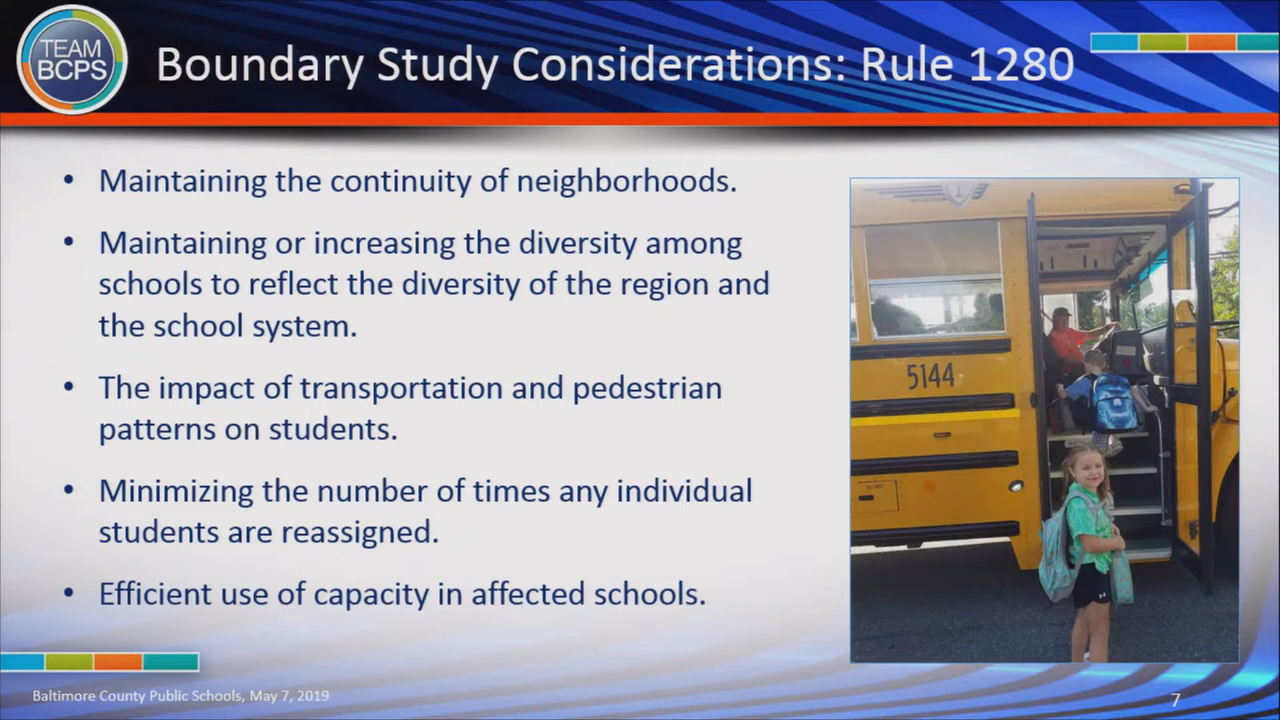 TEAM
BCPS
Boundary Study Considerations: Rule 1280
• Maintaining the continuity of neighborhoods.
• Maintaining or increasing the diversity among
schools to reflect the diversity of the region and
the school system.
• The impact of transportation and pedestrian
patterns on students.
• Minimizing the number of times any individual
students are reassigned.
• Efficient use of capacity in affected schools.
5144
Baltimore County Public Schools, May 7, 2019
7